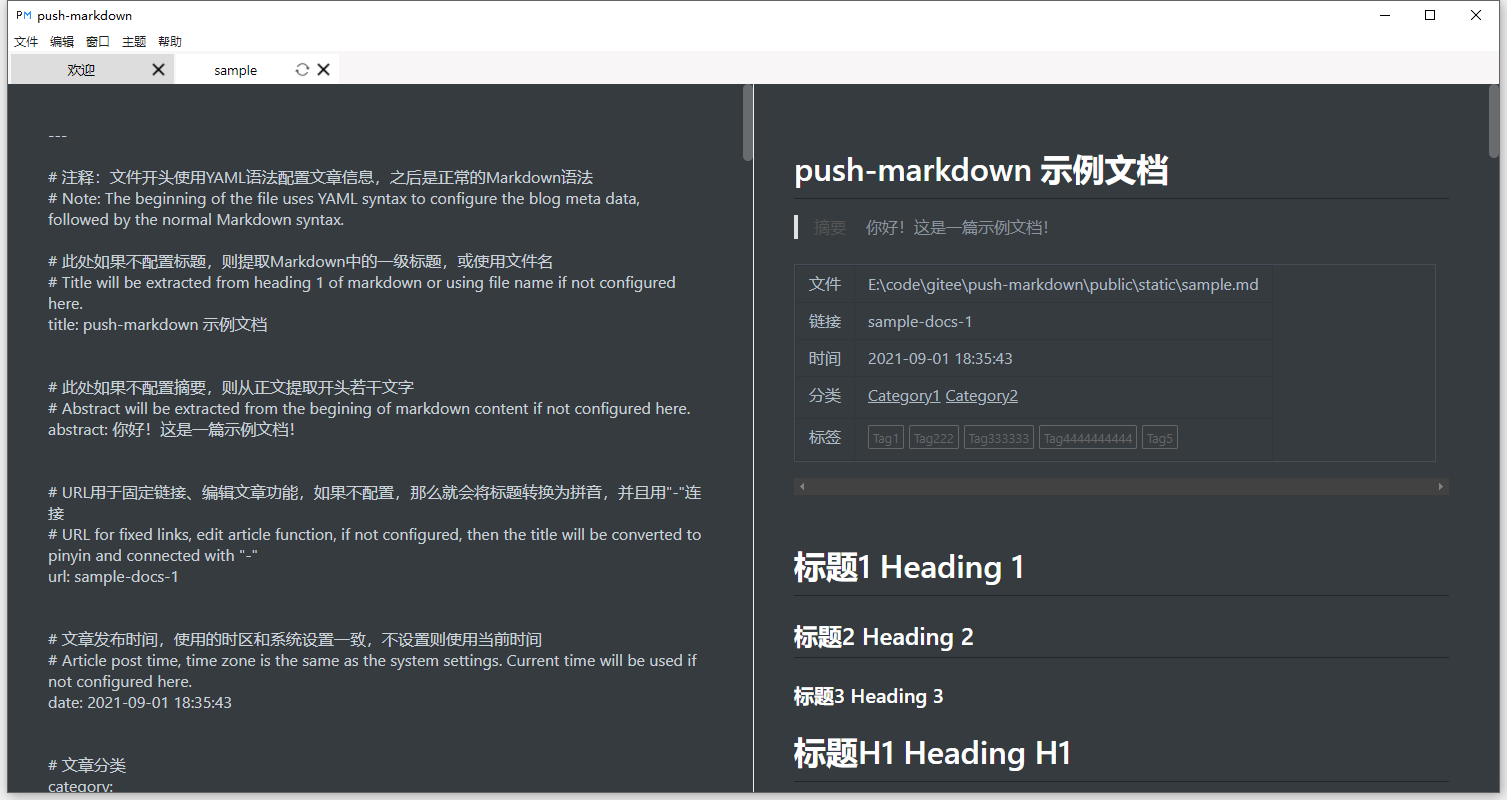 PM push-markdown
文件 编辑 窗口 主题 帮助
欢迎 sample
---
# 注释：文件开头使用YAML语法配置文章信息，之后是正常的Markdown语法
# Note: The beginning of the file uses YAML syntax to configure the blog meta data,
followed by the normal Markdown syntax.
# 此处如果不配置标题，则提取Markdown中的一级标题，或使用文件名
# Title will be extracted from heading 1 of markdown or using file name if not configured
here.
title: push-markdown 示例文档
# 此处如果不配置摘要，则从正文提取开头若干文字
# Abstract will be extracted from the begining of markdown content if not configured here.
abstract: 你好！这是一篇示例文档！
# URL用于固定链接、编辑文章功能，如果不配置，那么就会将标题转换为拼音，并且用"-"连
接
# URL for fixed links, edit article function, if not configured, then the title will be converted to
pinyin and connected with "-"
url: sample-docs-1
# 文章发布时间，使用的时区和系统设置一致，不设置则使用当前时间
# Article post time, time zone is the same as the system settings. Current time will be used if
not configured here.
date: 2021-09-01 18:35:43
# 文章分类
category:
push-markdown 示例文档
摘要 你好！这是一篇示例文档！
文件 E:\code\gitee\push-markdown\public\static\sample.md
链接 sample-docs-1
时间 2021-09-01 18:35:43
分类 Category1 Category2
标签 Tag1 Tag222 Tag333333 Tag4444444444 Tag5
标题1 Heading 1
标题2 Heading 2
标题3 Heading 3
标题H1 Heading H1